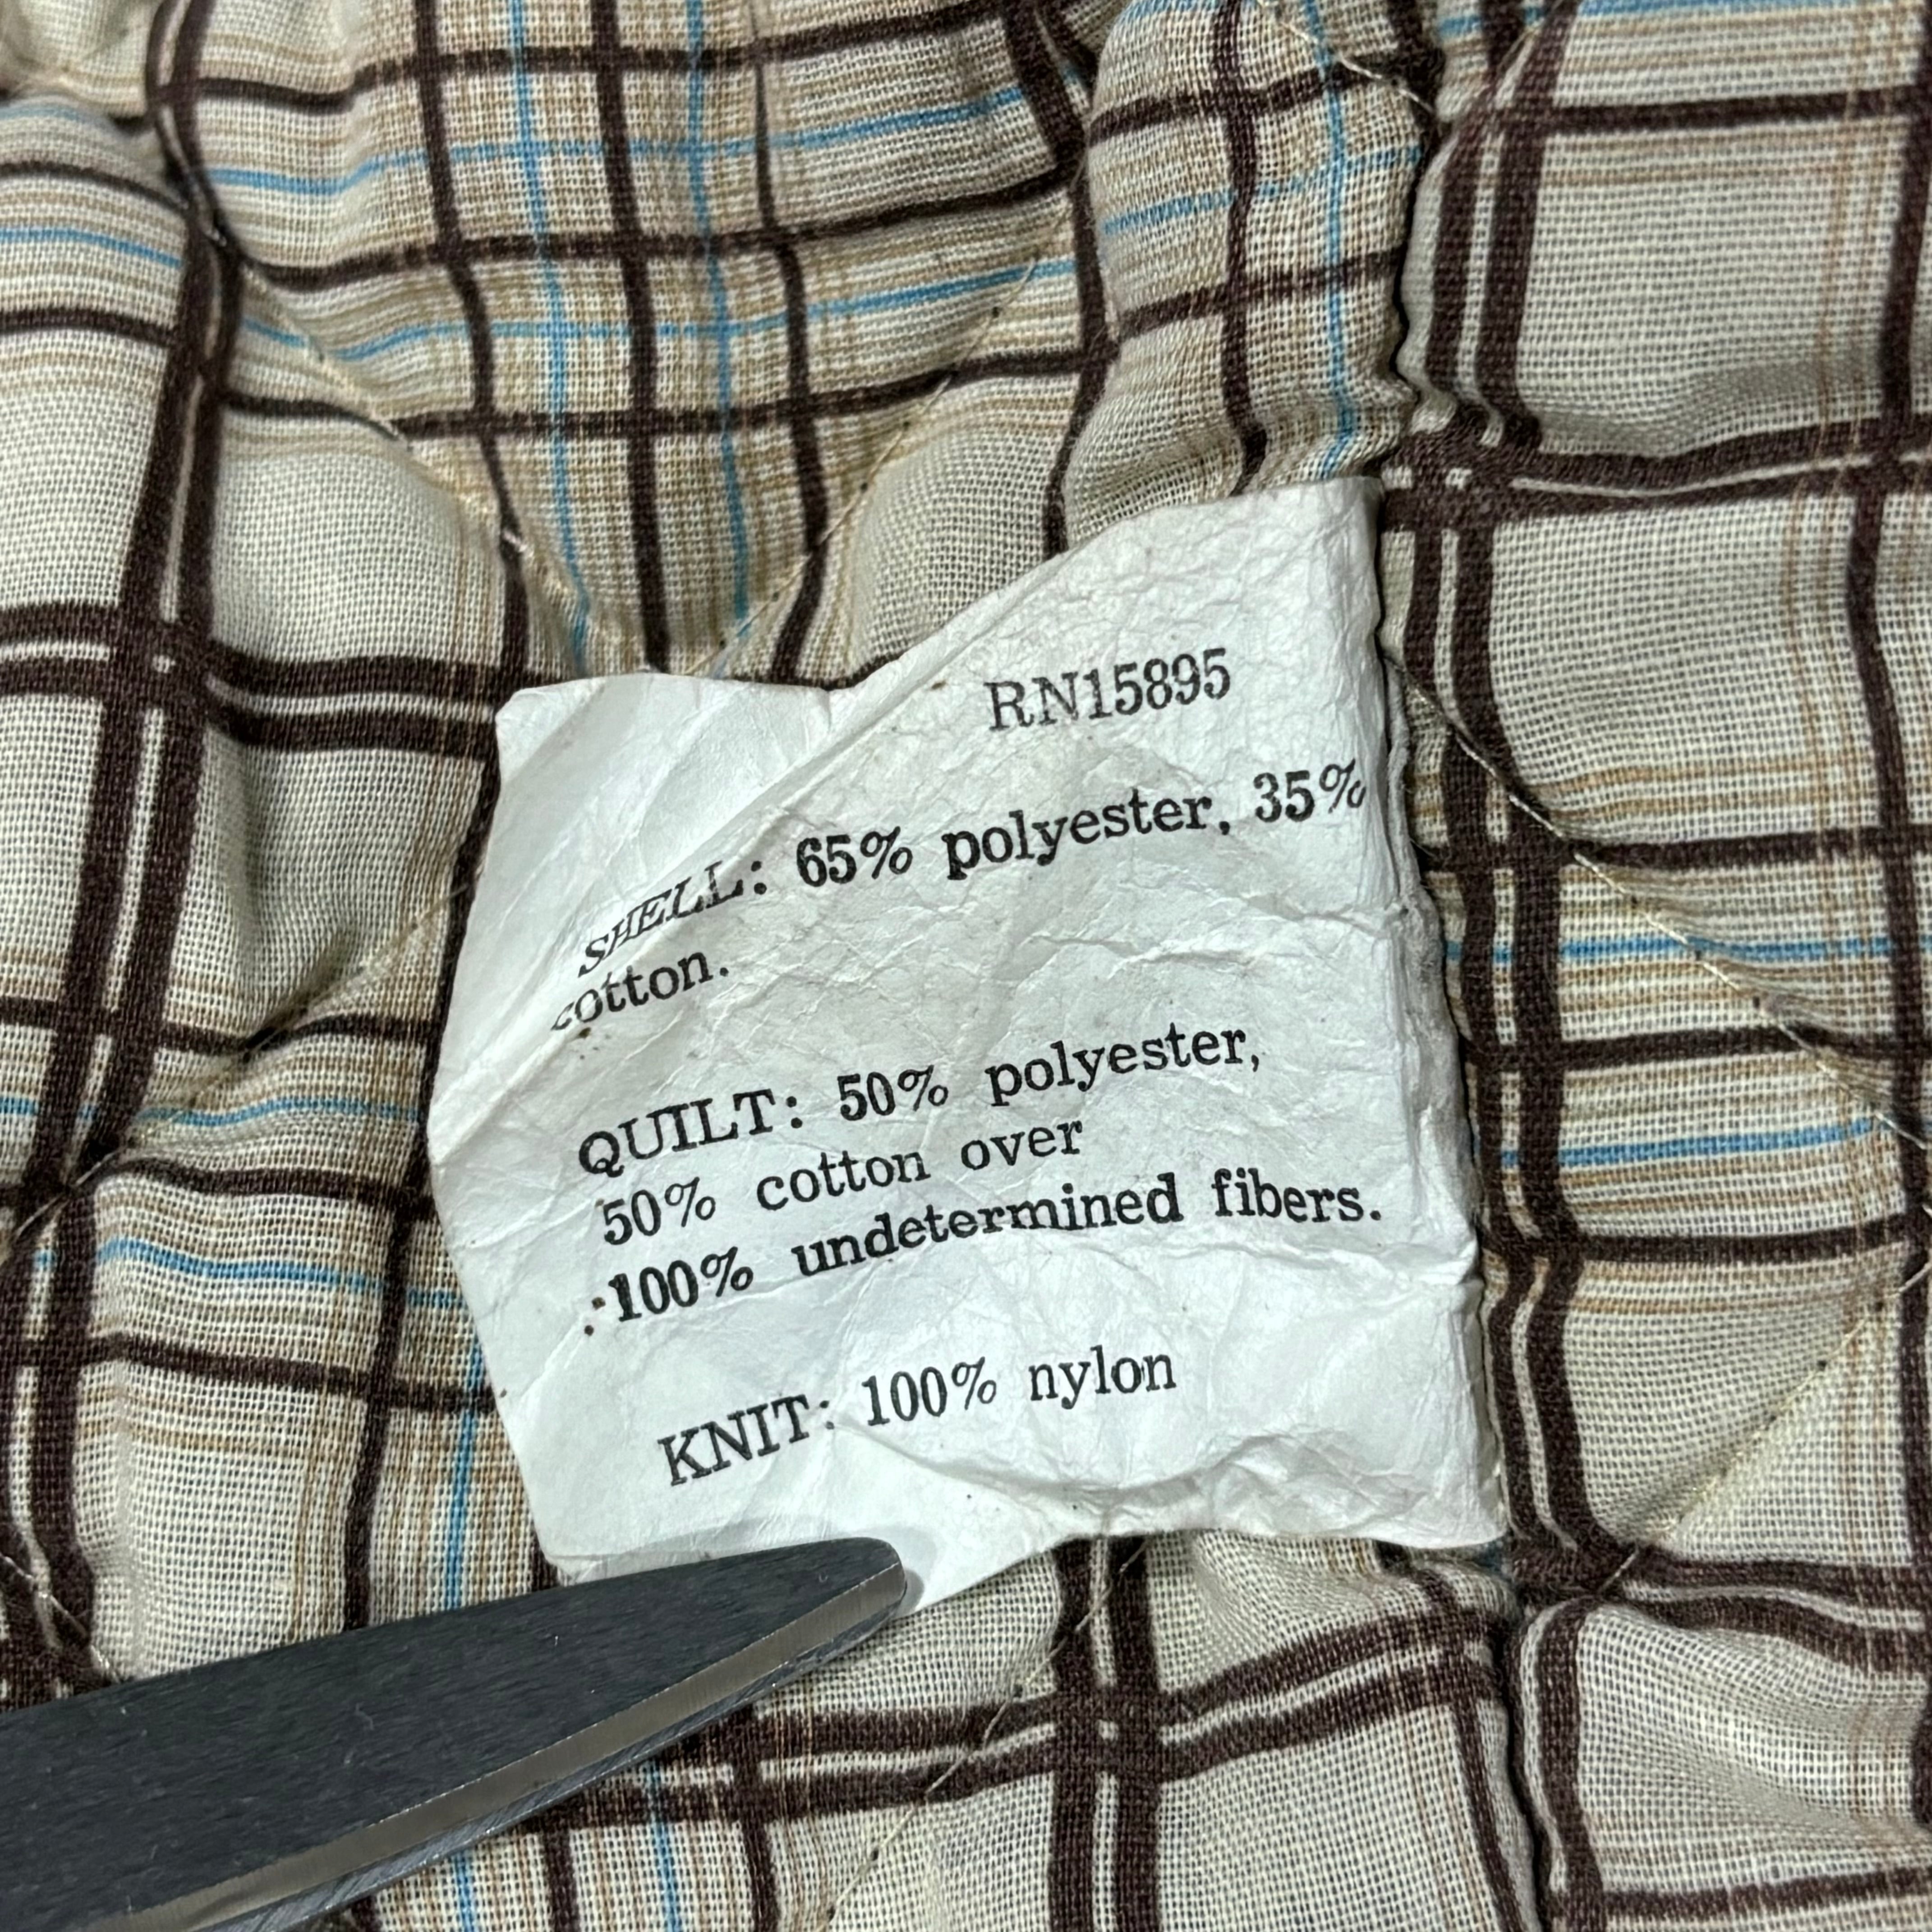 RN15895
SHELL: 65% polyester, 35%
cotton.
QUILT: 50% polyester,
50% cotton over
100% undetermined fibers.
KNIT: 100% nylon